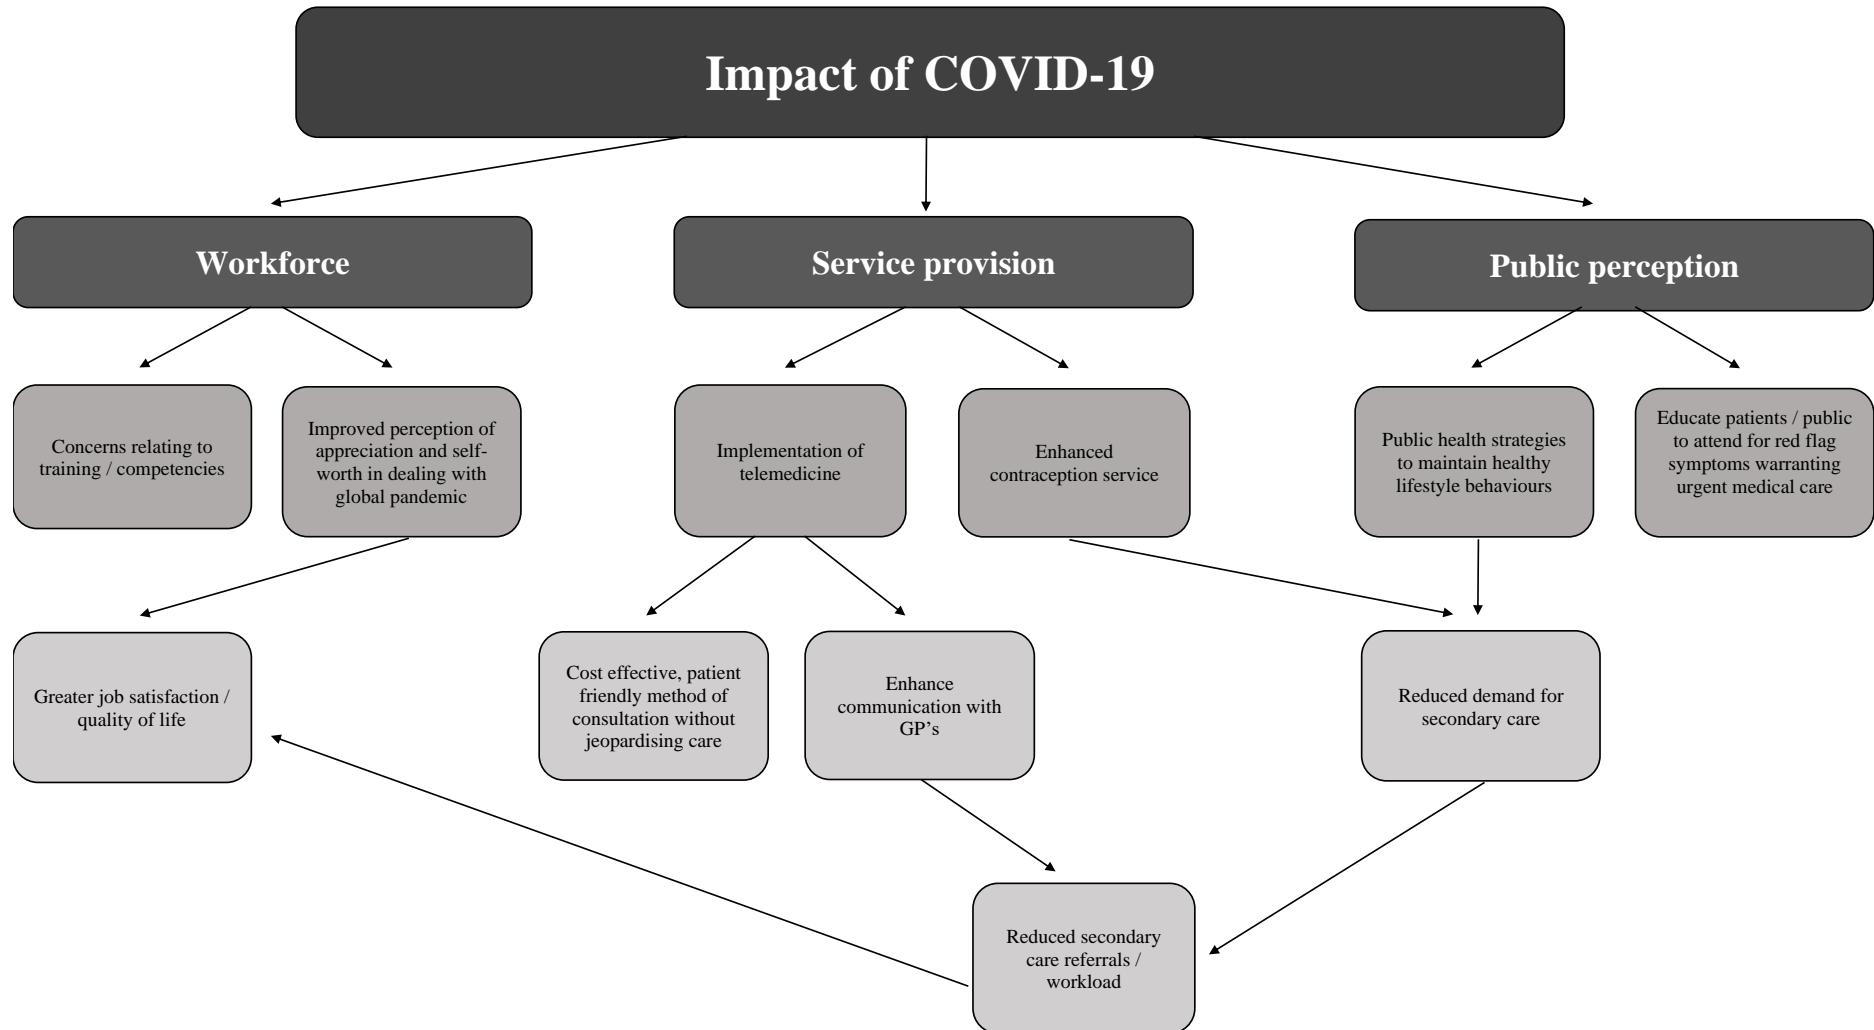 Impact of COVID-19
Workforce
Service provision
Public perception
Concerns relating to
training / competencies
Improved perception of
appreciation and self-
worth in dealing with
global pandemic
Implementation of
telemedicine
Enhanced
contraception service
Public health strategies
to maintain healthy
lifestyle behaviours
Educate patients / public
to attend for red flag
symptoms warranting
urgent medical care
Greater job satisfaction /
quality of life
Cost effective, patient
friendly method of
consultation without
jeopardising care
Enhance
communication with
GP’s
Reduced demand for
secondary care
Reduced secondary
care referrals /
workload